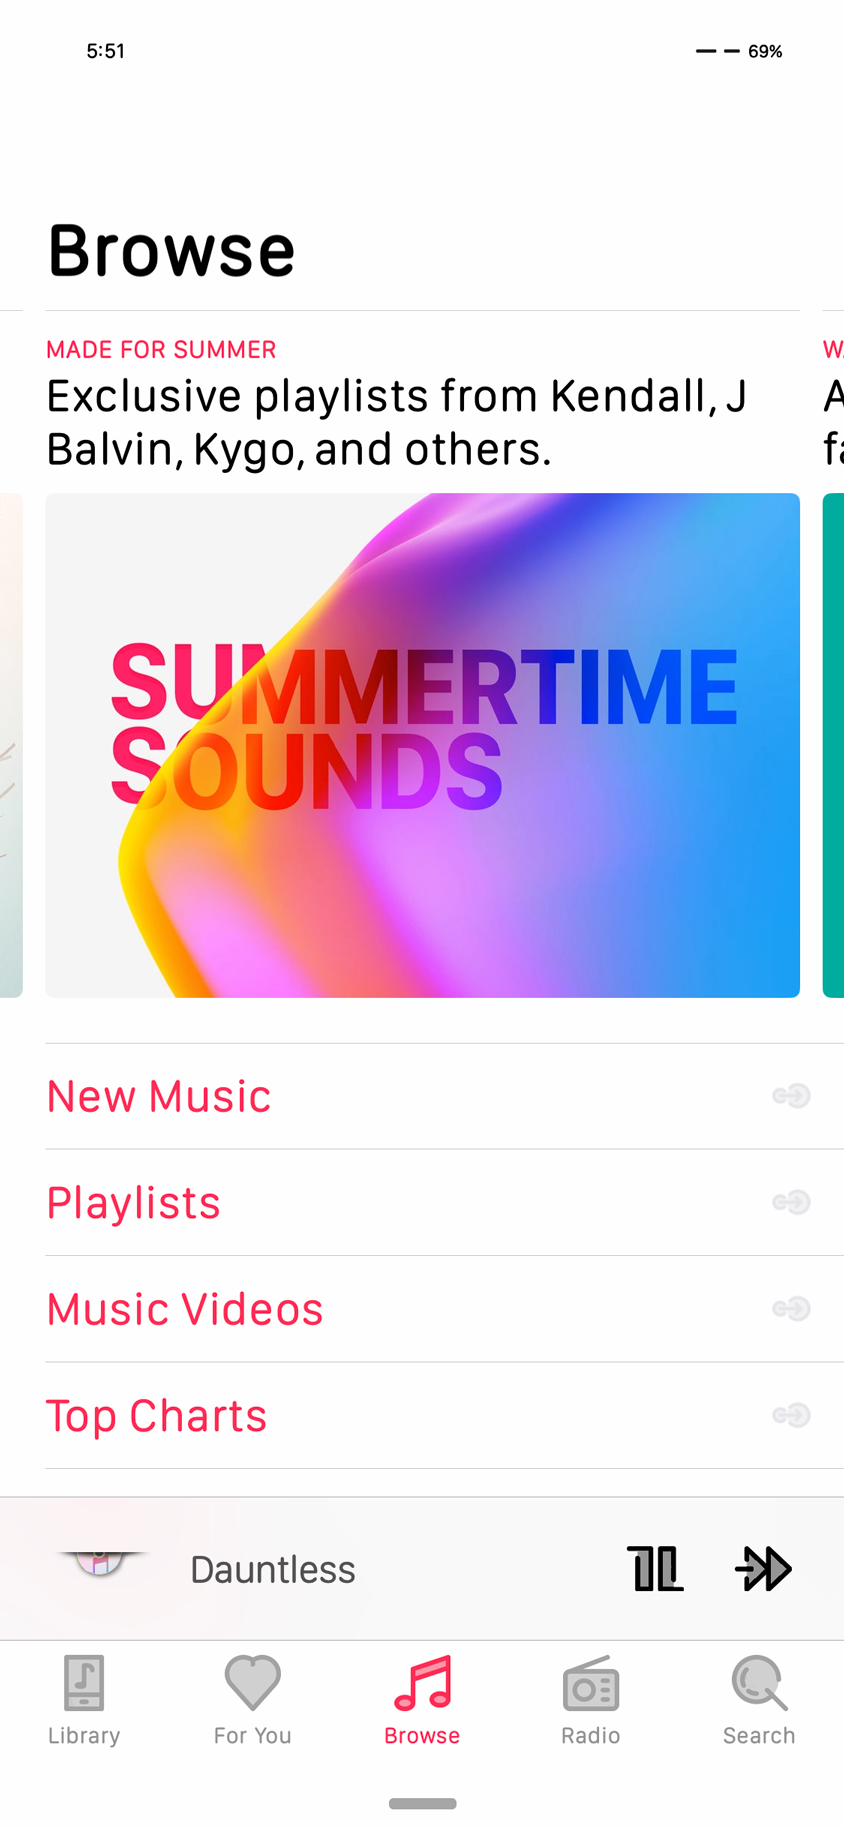 5:51
69%
Browse
MADE FOR SUMMER
Exclusive playlists from Kendall, J
Balvin, Kygo, and others.
SUMMERTIME
SOUNDS
New Music
Playlists
Music Videos
Top Charts
Dauntless
Library
For You
Browse
Radio
Search